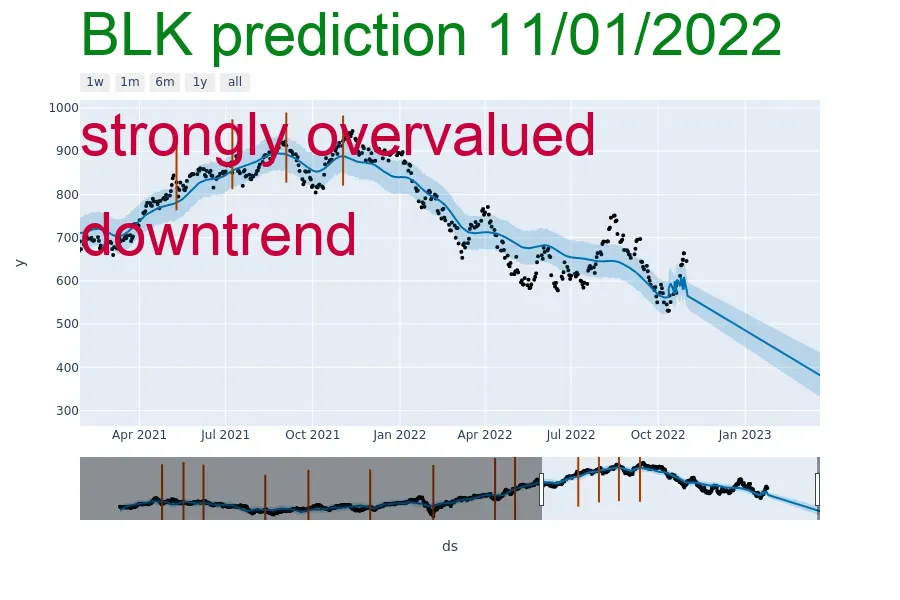 BLK prediction 11/01/2022
1w 1m 6m 1y all
strongly overvalued
downtrend
1000
900
800
700
600
500
400
300
y
Apr 2021 Jul 2021 Oct 2021 Jan 2022 Apr 2022 Jul 2022 Oct 2022 Jan 2023
ds